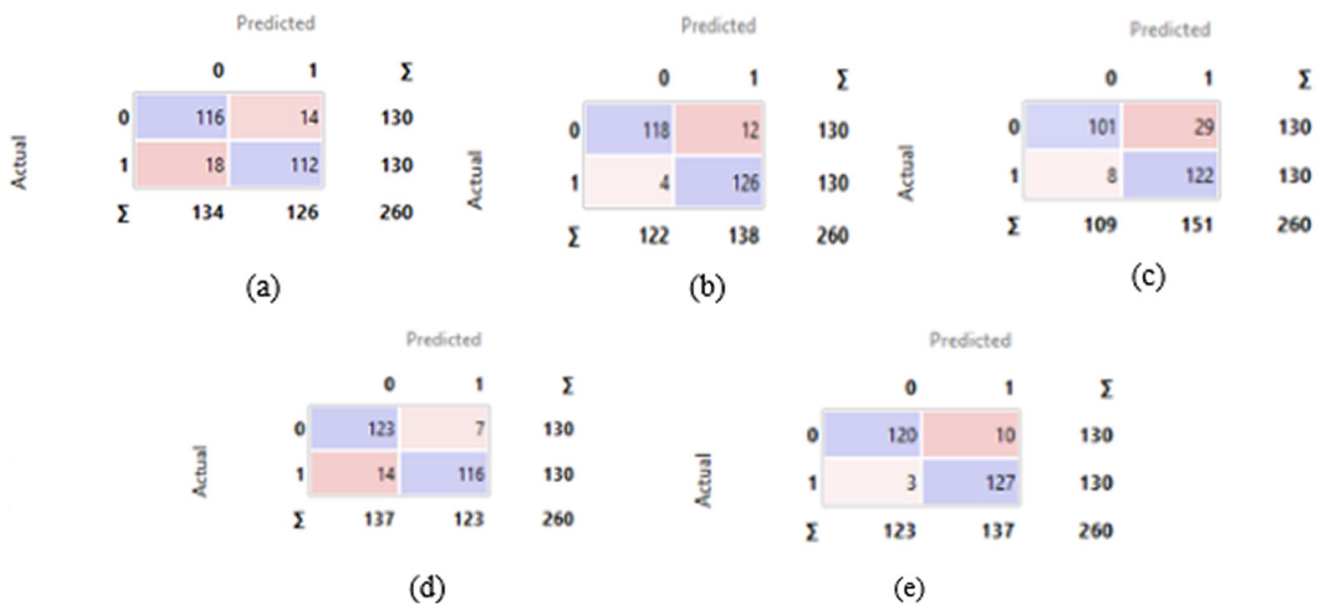 Predicted
0 1 Σ
Actual
0 116 14 130
1 18 112 130
Σ 134 126 260
(a)
Predicted
0 1 Σ
Actual
0 118 12 130
1 4 126 130
Σ 122 138 260
(b)
Predicted
0 1 Σ
Actual
0 101 29 130
1 8 122 130
Σ 109 151 260
(c)
Predicted
0 1 Σ
Actual
0 123 7 130
1 14 116 130
Σ 137 123 260
(d)
Predicted
0 1 Σ
Actual
0 120 10 130
1 3 127 130
Σ 123 137 260
(e)